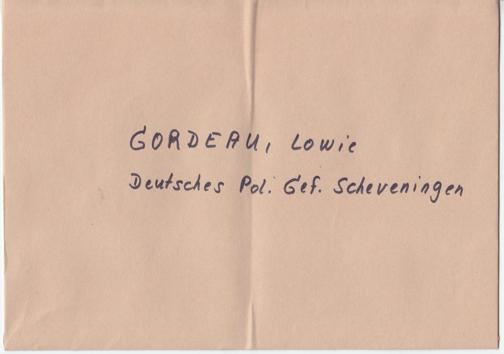 GORDEAU, Lowie
Deutsches Pol. Gef. Scheveningen